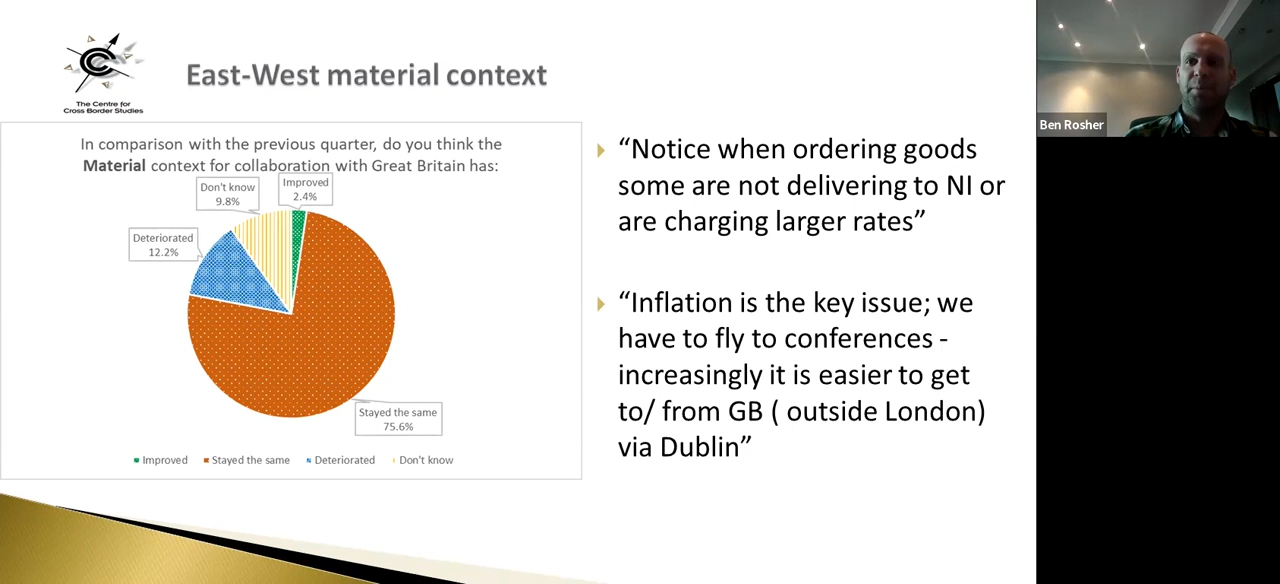 The Centre for
Cross Border Studies
East-West material context
In comparison with the previous quarter, do you think the
Material context for collaboration with Great Britain has:
Don't know
9.8%
Improved
2.4%
Deteriorated
12.2%
Stayed the same
75.6%
Improved Stayed the same Deteriorated Don't know
“Notice when ordering goods
some are not delivering to NI or
are charging larger rates”
“Inflation is the key issue; we
have to fly to conferences -
increasingly it is easier to get
to/ from GB ( outside London)
via Dublin”
Ben Rosher